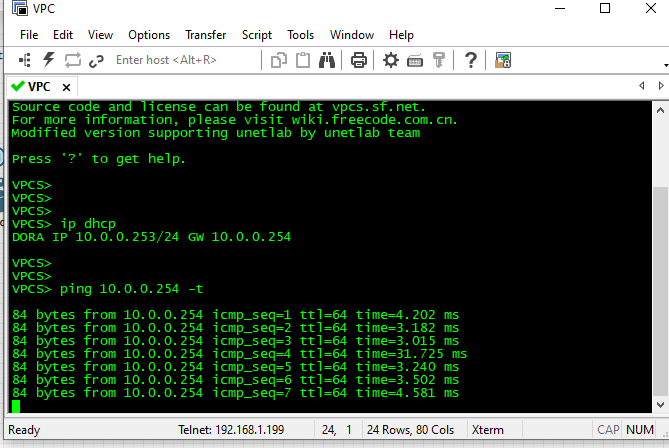 VPC
File Edit View Options Transfer Script Tools Window Help
Enter host <Alt+R>
VPC
Source code and license can be found at vpcs.sf.net.
For more information, please visit wiki.freecode.com.cn.
Modified version supporting unetlab by unetlab team
Press '?' to get help.
VPCS>
VPCS>
VPCS>
VPCS> ip dhcp
DORA IP 10.0.0.253/24 GW 10.0.0.254
VPCS>
VPCS>
VPCS> ping 10.0.0.254 -t
84 bytes from 10.0.0.254 icmp_seq=1 ttl=64 time=4.202 ms
84 bytes from 10.0.0.254 icmp_seq=2 ttl=64 time=3.182 ms
84 bytes from 10.0.0.254 icmp_seq=3 ttl=64 time=3.015 ms
84 bytes from 10.0.0.254 icmp_seq=4 ttl=64 time=31.725 ms
84 bytes from 10.0.0.254 icmp_seq=5 ttl=64 time=3.240 ms
84 bytes from 10.0.0.254 icmp_seq=6 ttl=64 time=3.502 ms
84 bytes from 10.0.0.254 icmp_seq=7 ttl=64 time=4.581 ms
Ready Telnet: 192.168.1.199 24, 1 24 Rows, 80 Cols Xterm CAP NUM